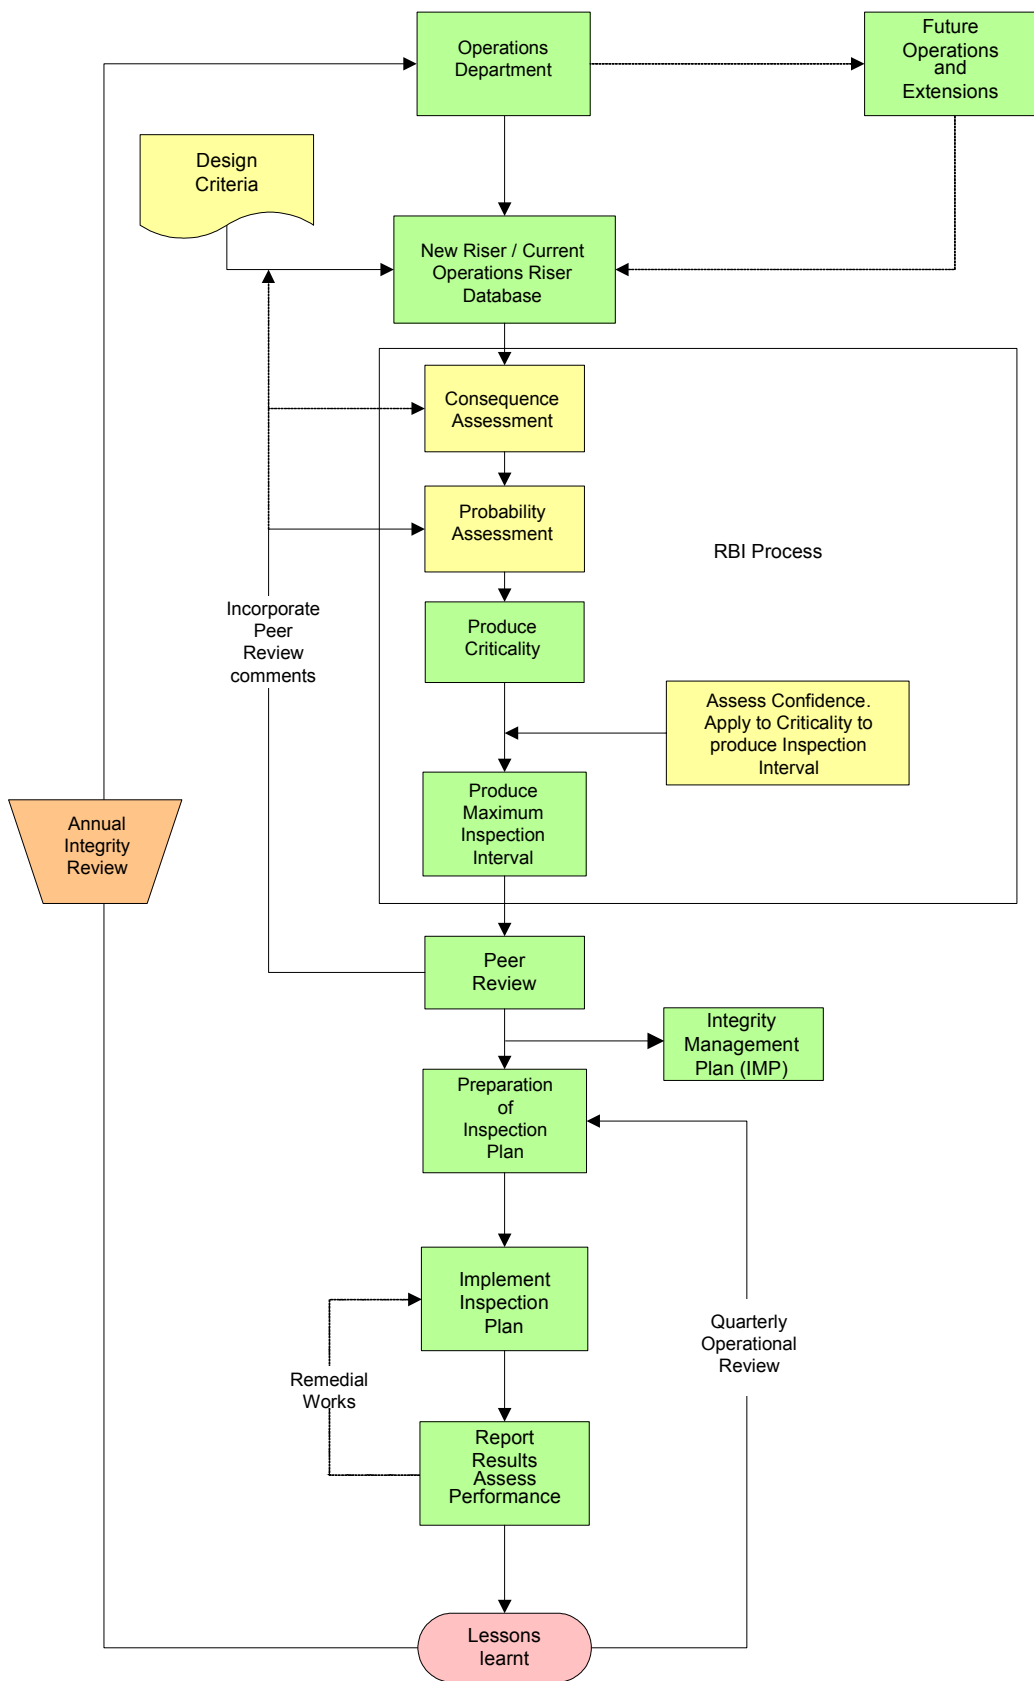 Operations
Department
Future
Operations
and
Extensions
Design
Criteria
New Riser / Current
Operations Riser
Database
Consequence
Assessment
Probability
Assessment
RBI Process
Incorporate
Peer
Review
comments
Produce
Criticality
Assess Confidence.
Apply to Criticality to
produce Inspection
Interval
Produce
Maximum
Inspection
Interval
Annual
Integrity
Review
Peer
Review
Integrity
Management
Plan (IMP)
Preparation
of
Inspection
Plan
Implement
Inspection
Plan
Quarterly
Operational
Review
Remedial
Works
Report
Results
Assess
Performance
Lessons
learnt